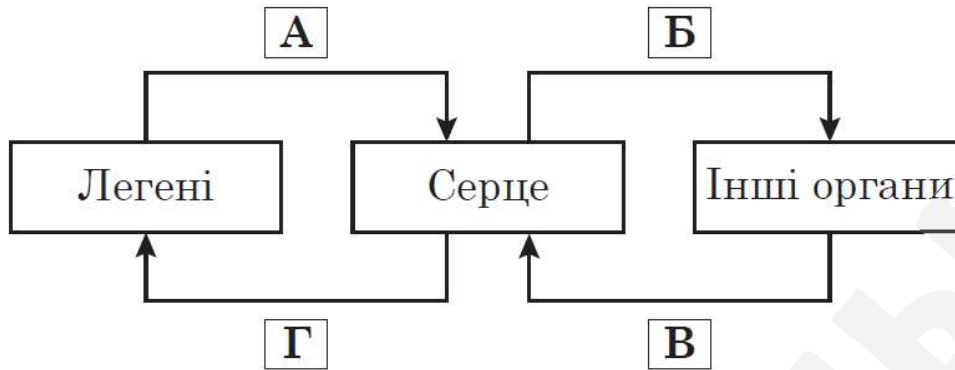 А Б
Легені Серце Інші органи
Г В